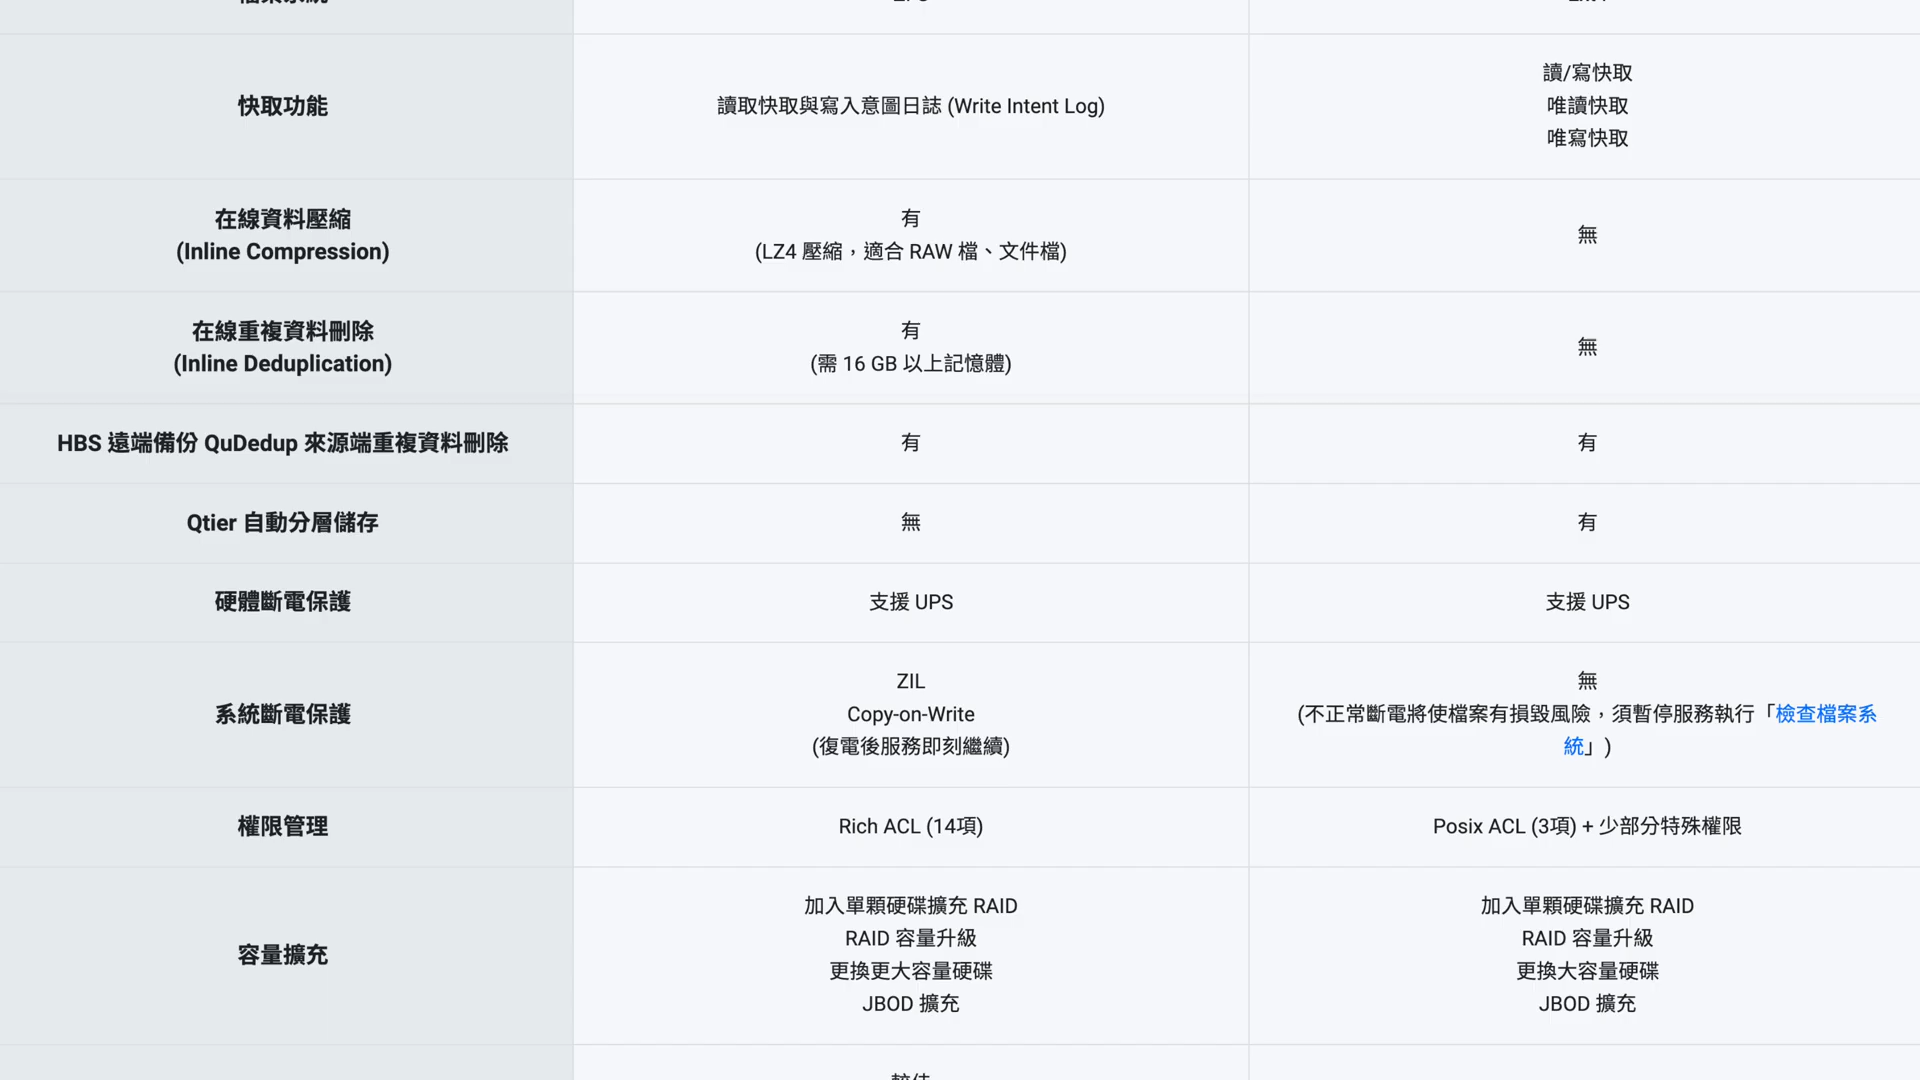 快取功能
讀取快取與寫入意圖日誌 (Write Intent Log)
讀/寫快取
唯讀快取
唯寫快取
在線資料壓縮
(Inline Compression)
有
(LZ4 壓縮，適合 RAW 檔、文件檔)
無
在線重複資料刪除
(Inline Deduplication)
有
(需 16 GB 以上記憶體)
無
HBS 遠端備份 QuDedup 來源端重複資料刪除
有
有
Qtier 自動分層儲存
無
有
硬體斷電保護
支援 UPS
支援 UPS
系統斷電保護
ZIL
Copy-on-Write
(復電後服務即刻繼續)
無
(不正常斷電將使檔案有損毀風險，須暫停服務執行「檢查檔案系
統」)
權限管理
Rich ACL (14項)
Posix ACL (3項) + 少部分特殊權限
容量擴充
加入單顆硬碟擴充 RAID
RAID 容量升級
更換更大容量硬碟
JBOD 擴充
加入單顆硬碟擴充 RAID
RAID 容量升級
更換大容量硬碟
JBOD 擴充